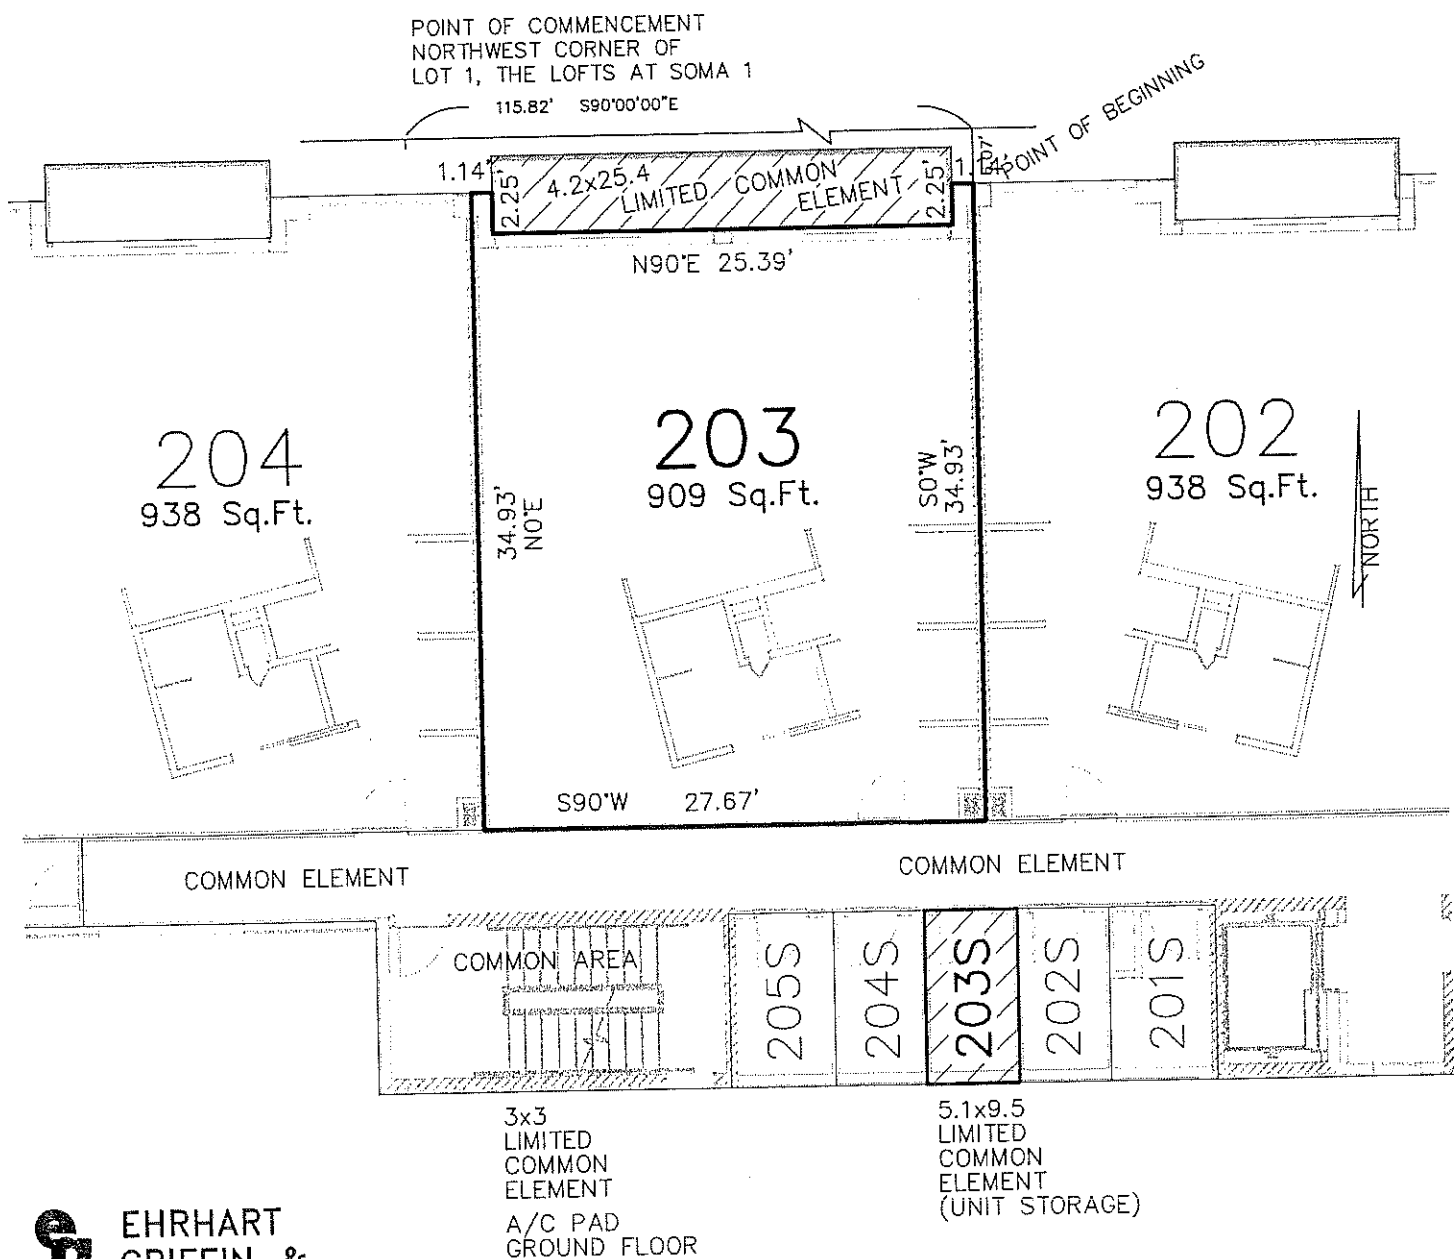 POINT OF COMMENCEMENT
NORTHWEST CORNER OF
LOT 1, THE LOFTS AT SOMA 1
115.82' S90°00'00"E
POINT OF BEGINNING
1.14'
2.25'
4.2x25.4
LIMITED COMMON
ELEMENT
2.25'
1.14'
N90°E 25.39'
204
938 Sq.Ft.
203
909 Sq.Ft.
202
938 Sq.Ft.
34.93'
N0°E
S0°W
34.93'
NORTH
S90°W 27.67'
COMMON ELEMENT
COMMON ELEMENT
COMMON AREA
205S
204S
203S
202S
201S
3x3
LIMITED
COMMON
ELEMENT
A/C PAD
GROUND FLOOR
5.1x9.5
LIMITED
COMMON
ELEMENT
(UNIT STORAGE)
EHRHART
GRIFFIN &